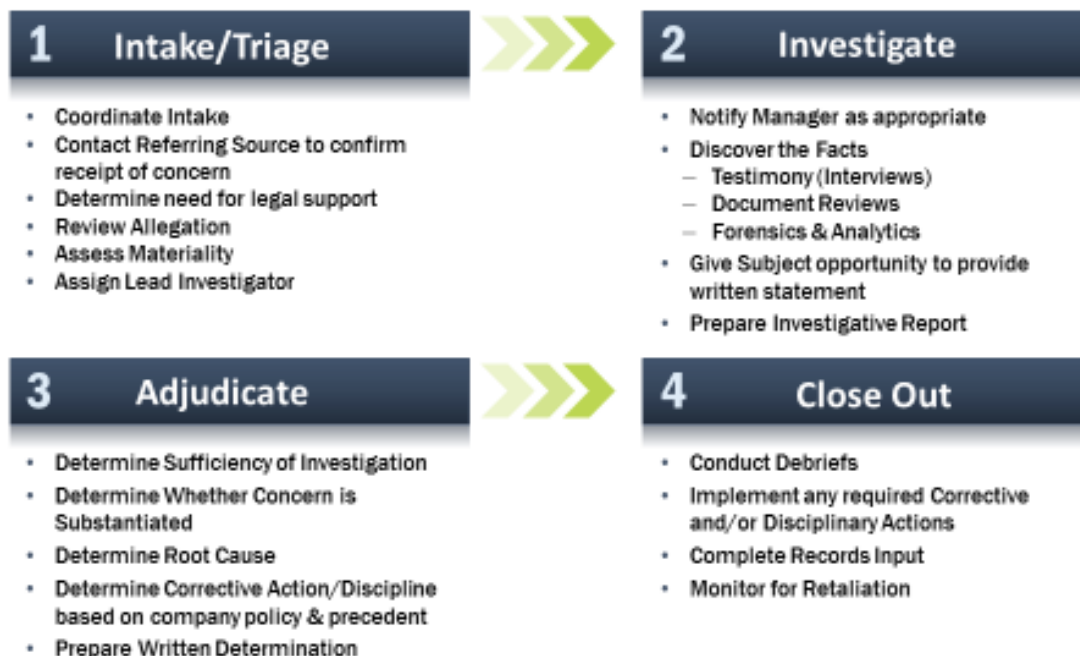 1 Intake/Triage
• Coordinate Intake
• Contact Referring Source to confirm
receipt of concern
• Determine need for legal support
• Review Allegation
• Assess Materiality
• Assign Lead Investigator
2 Investigate
• Notify Manager as appropriate
• Discover the Facts
– Testimony (Interviews)
– Document Reviews
– Forensics & Analytics
• Give Subject opportunity to provide
written statement
• Prepare Investigative Report
3 Adjudicate
• Determine Sufficiency of Investigation
• Determine Whether Concern is
Substantiated
• Determine Root Cause
• Determine Corrective Action/Discipline
based on company policy & precedent
• Prepare Written Determination
4 Close Out
• Conduct Debriefs
• Implement any required Corrective
and/or Disciplinary Actions
• Complete Records Input
• Monitor for Retaliation